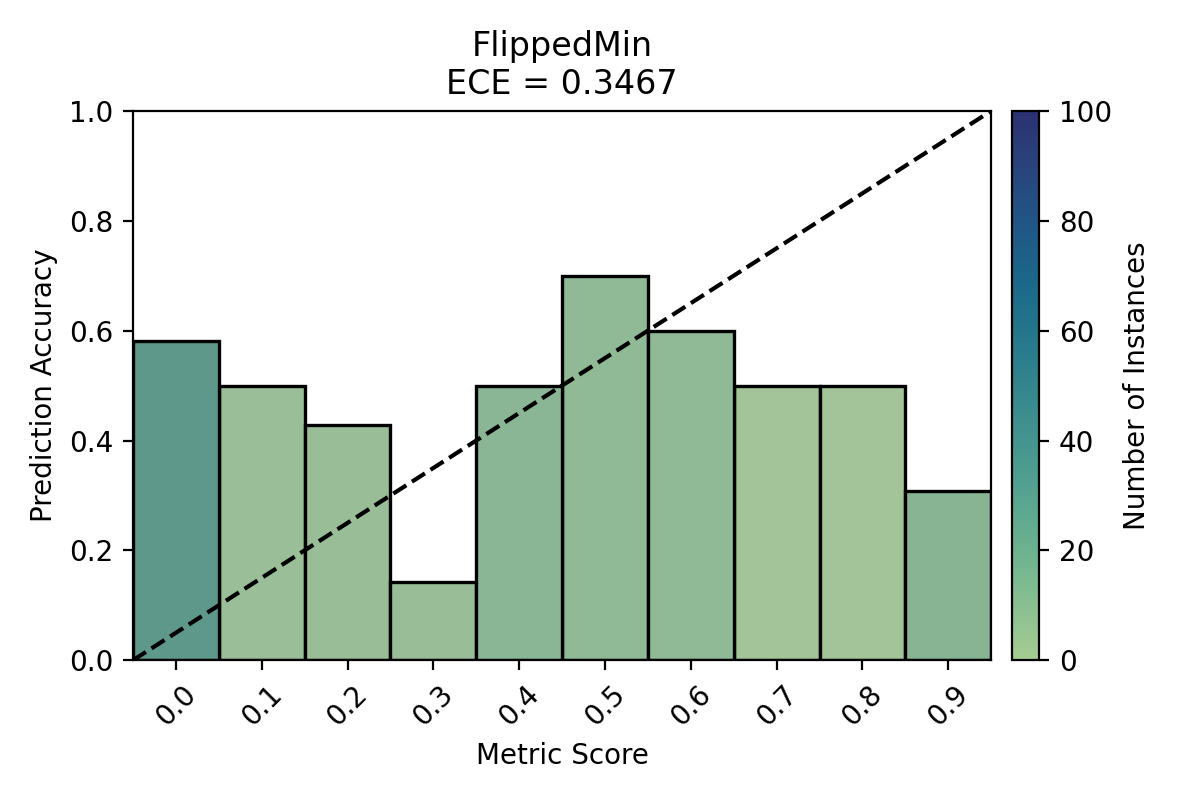 FlippedMin
ECE = 0.3467
Prediction Accuracy
1.0
0.8
0.6
0.4
0.2
0.0
0.0 0.1 0.2 0.3 0.4 0.5 0.6 0.7 0.8 0.9
Metric Score
100
80
60
40
20
0
Number of Instances